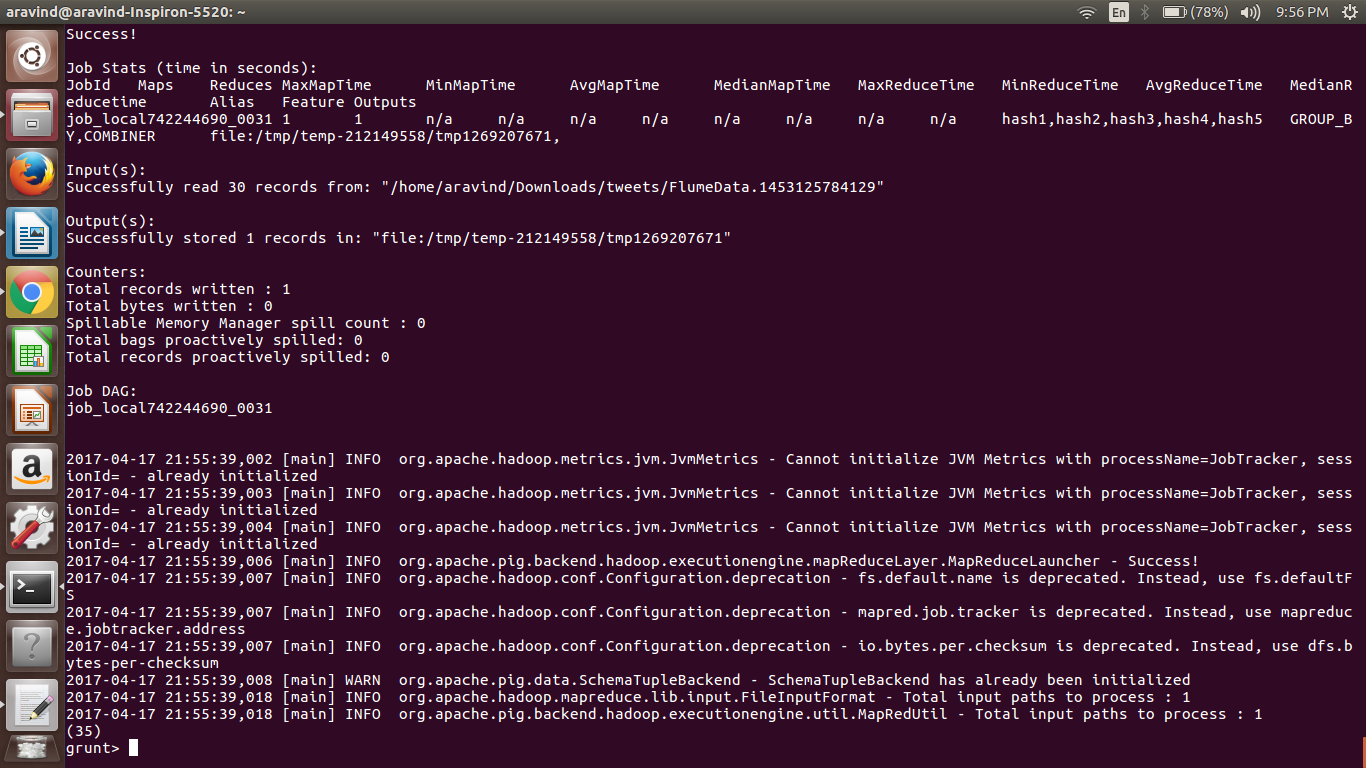 aravind@aravind-Inspiron-5520: ~
En
(78%)
9:56 PM
Success!
Job Stats (time in seconds):
JobId Maps Reduces MaxMapTime MinMapTime AvgMapTime MedianMapTime MaxReduceTime MinReduceTime AvgReduceTime MedianR
educetime Alias Feature Outputs
job_local742244690_0031 1 1 n/a n/a n/a n/a n/a n/a n/a n/a hash1,hash2,hash3,hash4,hash5 GROUP_B
Y,COMBINER file:/tmp/temp-212149558/tmp1269207671,
Input(s):
Successfully read 30 records from: "/home/aravind/Downloads/tweets/FlumeData.1453125784129"
Output(s):
Successfully stored 1 records in: "file:/tmp/temp-212149558/tmp1269207671"
Counters:
Total records written : 1
Total bytes written : 0
Spillable Memory Manager spill count : 0
Total bags proactively spilled: 0
Total records proactively spilled: 0
Job DAG:
job_local742244690_0031
2017-04-17 21:55:39,002 [main] INFO org.apache.hadoop.metrics.jvm.JvmMetrics - Cannot initialize JVM Metrics with processName=JobTracker, sess
ionId= - already initialized
2017-04-17 21:55:39,003 [main] INFO org.apache.hadoop.metrics.jvm.JvmMetrics - Cannot initialize JVM Metrics with processName=JobTracker, sess
ionId= - already initialized
2017-04-17 21:55:39,004 [main] INFO org.apache.hadoop.metrics.jvm.JvmMetrics - Cannot initialize JVM Metrics with processName=JobTracker, sess
ionId= - already initialized
2017-04-17 21:55:39,006 [main] INFO org.apache.pig.backend.hadoop.executionengine.mapReduceLayer.MapReduceLauncher - Success!
2017-04-17 21:55:39,007 [main] INFO org.apache.hadoop.conf.Configuration.deprecation - fs.default.name is deprecated. Instead, use fs.defaultF
S
2017-04-17 21:55:39,007 [main] INFO org.apache.hadoop.conf.Configuration.deprecation - mapred.job.tracker is deprecated. Instead, use mapreduc
e.jobtracker.address
2017-04-17 21:55:39,007 [main] INFO org.apache.hadoop.conf.Configuration.deprecation - io.bytes.per.checksum is deprecated. Instead, use dfs.b
ytes-per-checksum
2017-04-17 21:55:39,008 [main] WARN org.apache.pig.data.SchemaTupleBackend - SchemaTupleBackend has already been initialized
2017-04-17 21:55:39,018 [main] INFO org.apache.hadoop.mapreduce.lib.input.FileInputFormat - Total input paths to process : 1
2017-04-17 21:55:39,018 [main] INFO org.apache.pig.backend.hadoop.executionengine.util.MapRedUtil - Total input paths to process : 1
(35)
grunt>